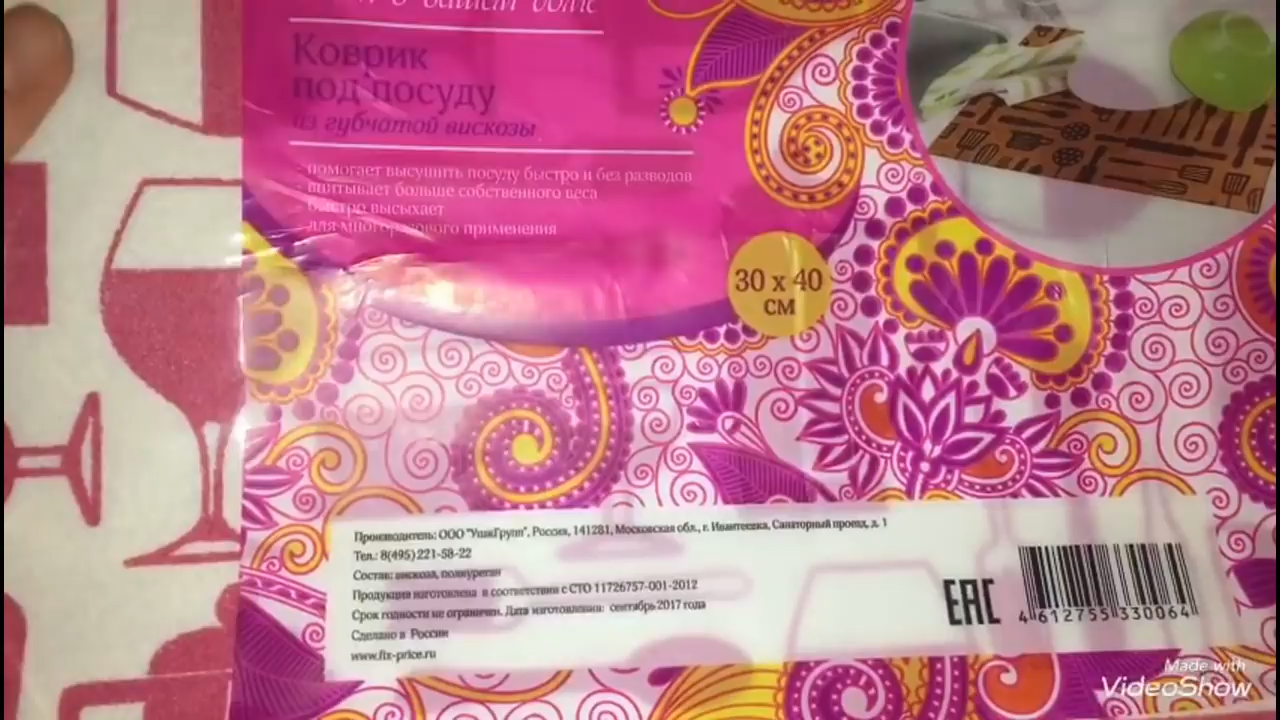 в вашем доме
Коврик
под посуду
из губчатой вискозы
- помогает высушить посуду быстро и без разводов
- впитывает больше собственного веса
- быстро высыхает
- для многоразового применения
30 x 40
см
Производитель: ООО "УпакГрупп", Россия, 141281, Московская обл., г. Ивантеевка, Санаторный проезд, д. 1
Тел.: 8(495) 221-58-22
Состав: вискоза, полиуретан
Продукция изготовлена в соответствии с СТО 11726757-001-2012
Срок годности не ограничен. Дата изготовления: сентябрь 2017 года
Сделано в России
www.fix-price.ru
EAC
4 612755 330064
Made with
VideoShow